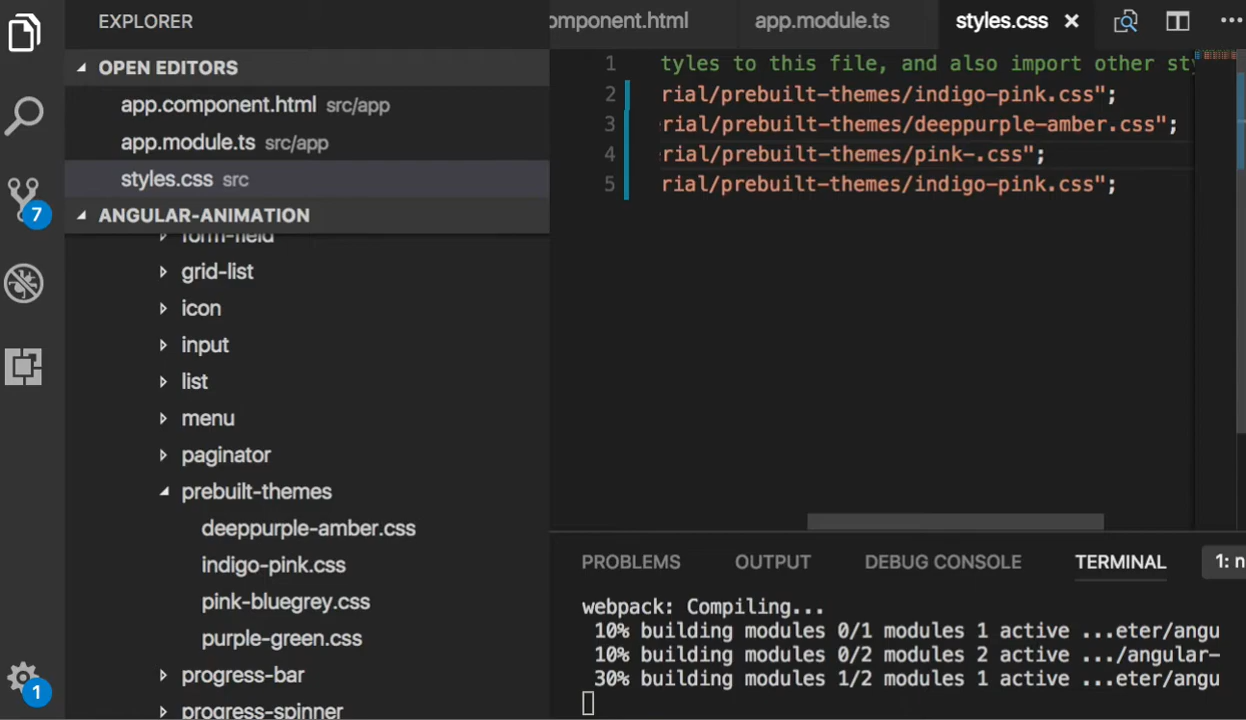 EXPLORER
OPEN EDITORS
app.component.html src/app
app.module.ts src/app
styles.css src
7
ANGULAR-ANIMATION
form-field
grid-list
icon
input
list
menu
paginator
prebuilt-themes
deeppurple-amber.css
indigo-pink.css
pink-bluegrey.css
purple-green.css
progress-bar
progress-spinner
1
omponent.html app.module.ts styles.css
1 tyles to this file, and also import other sty
2 rial/prebuilt-themes/indigo-pink.css";
3 rial/prebuilt-themes/deeppurple-amber.css";
4 rial/prebuilt-themes/pink-.css";
5 rial/prebuilt-themes/indigo-pink.css";
PROBLEMS OUTPUT DEBUG CONSOLE TERMINAL 1: n
webpack: Compiling...
10% building modules 0/1 modules 1 active ...eter/angu
10% building modules 0/2 modules 2 active .../angular-
30% building modules 1/2 modules 1 active ...eter/angu